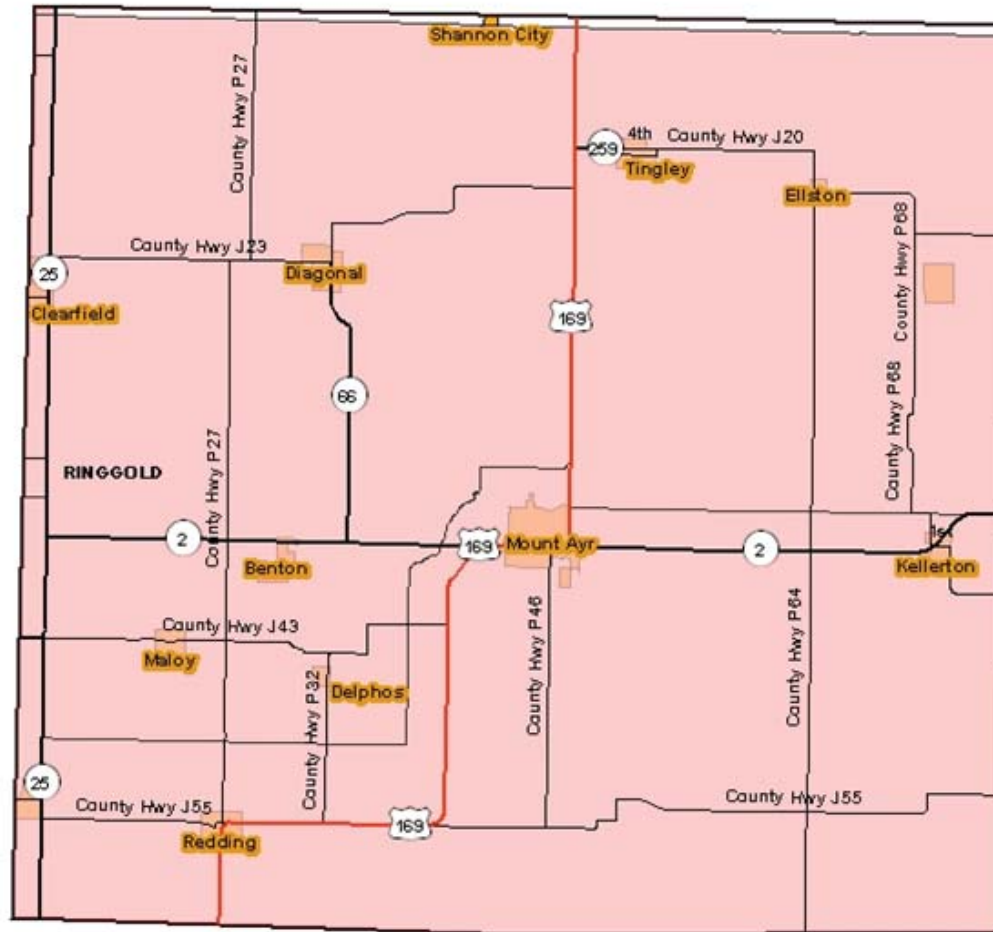 Shannon City
County Hwy P27
259
4th
County Hwy J20
Tingley
Ellston
County Hwy J23
Diagonal
County Hwy P68
25
Clearfield
169
66
County Hwy P68
RINGGOLD
County Hwy P27
2
169
Mount Ayr
2
1st
Benton
Kellerton
County Hwy J43
Maloy
Delphos
County Hwy P32
County Hwy P46
County Hwy P64
25
County Hwy J55
169
County Hwy J55
Redding